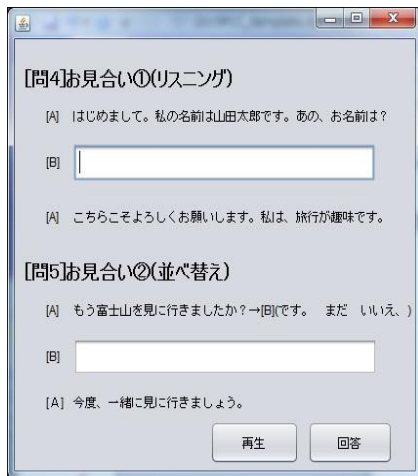 [問4]お見合い①(リスニング)
[A] はじめまして。私の名前は山田太郎です。あの、お名前は？
[B]
[A] こちらこそよろしくお願いします。私は、旅行が趣味です。
[問5]お見合い②(並べ替え)
[A] もう富士山を見に行きましたか？→[B](です。 まだ いいえ、)
[B]
[A] 今度、一緒に見に行きましょう。
再生 回答